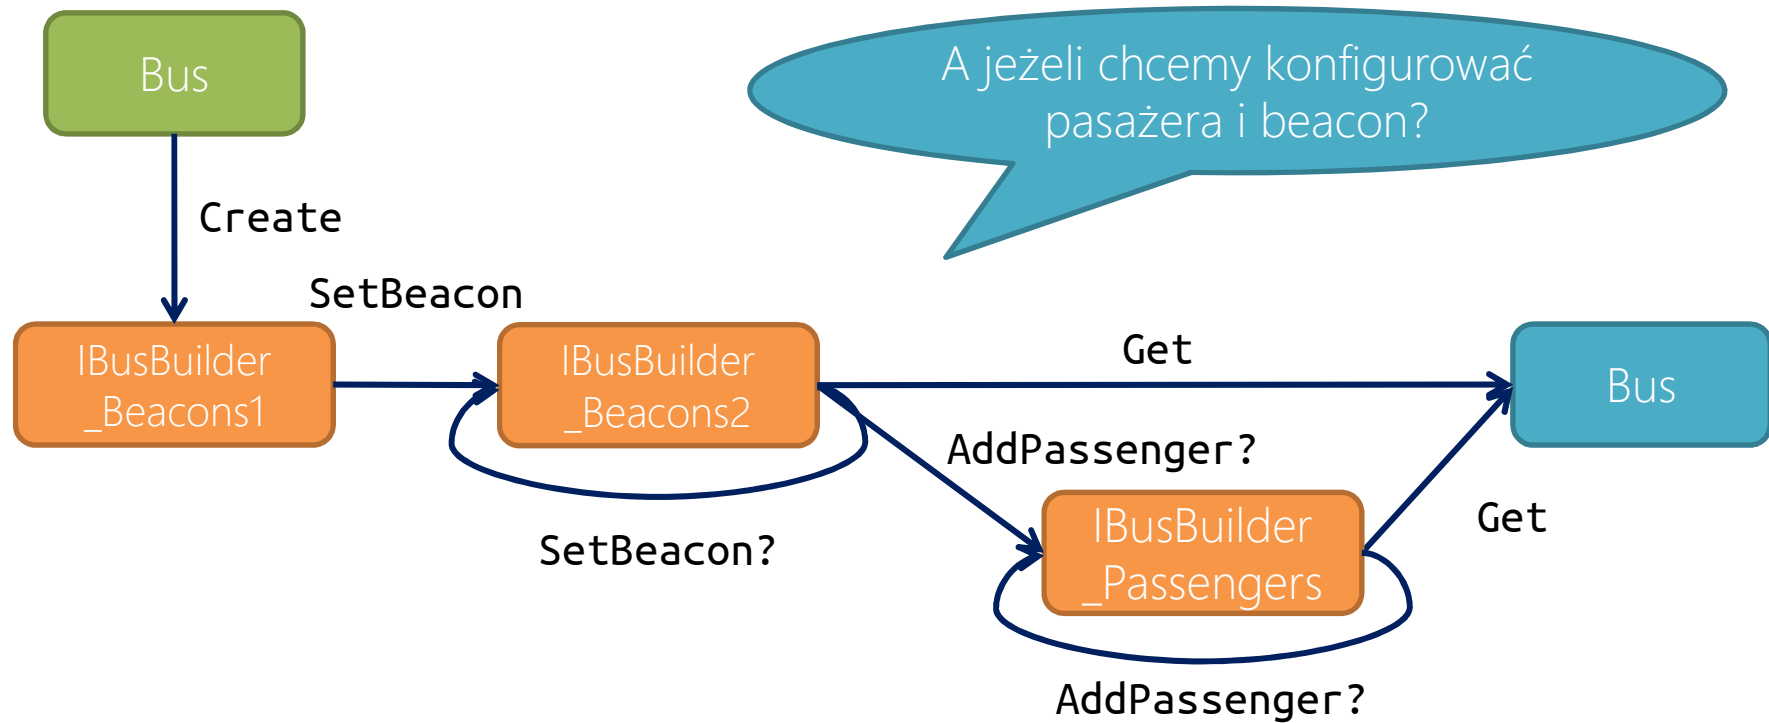 Bus
A jeżeli chcemy konfigurować
pasażera i beacon?
Create
SetBeacon
IBusBuilder
_Beacons1
IBusBuilder
_Beacons2
Get
Bus
AddPassenger?
SetBeacon?
IBusBuilder
_Passengers
Get
AddPassenger?